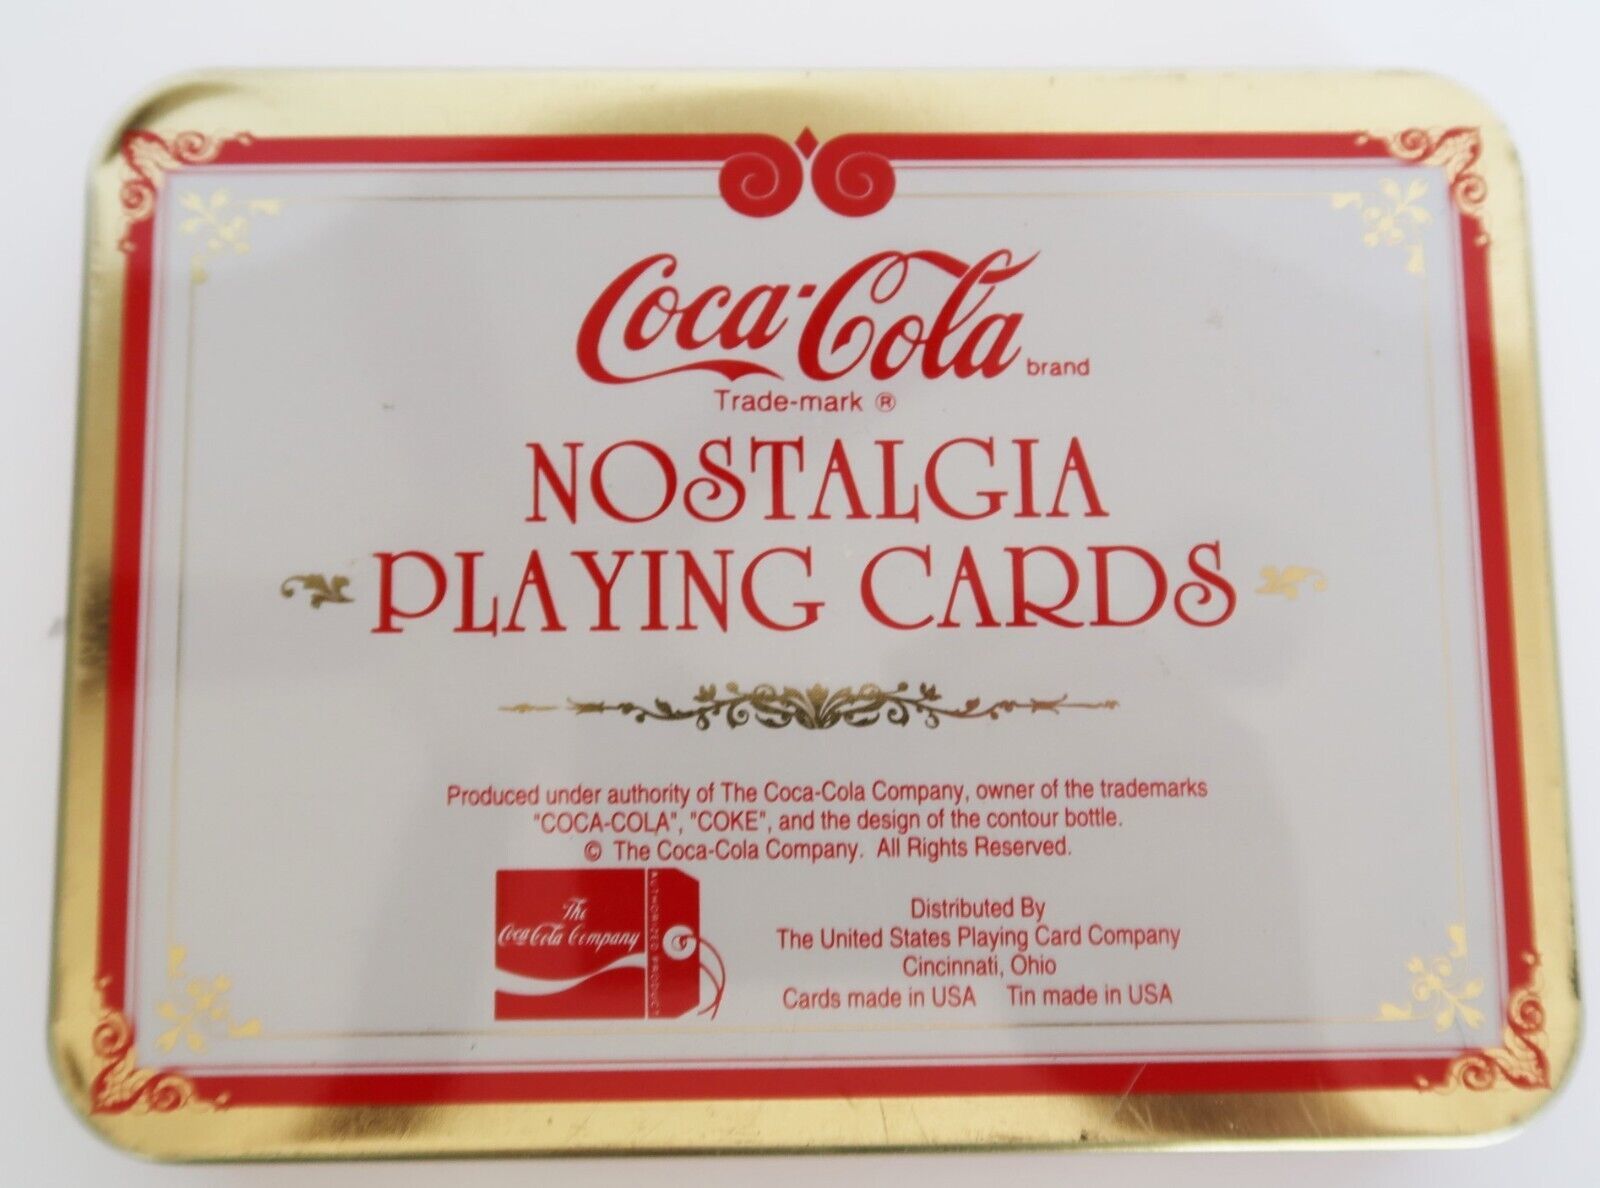 Coca-Cola brand
Trade-mark ®
NOSTALGIA
PLAYING CARDS
Produced under authority of The Coca-Cola Company, owner of the trademarks
"COCA-COLA", "COKE", and the design of the contour bottle.
© The Coca-Cola Company. All Rights Reserved.
The
Coca-Cola Company
AUTHORIZED PRODUCT
Distributed By
The United States Playing Card Company
Cincinnati, Ohio
Cards made in USA Tin made in USA